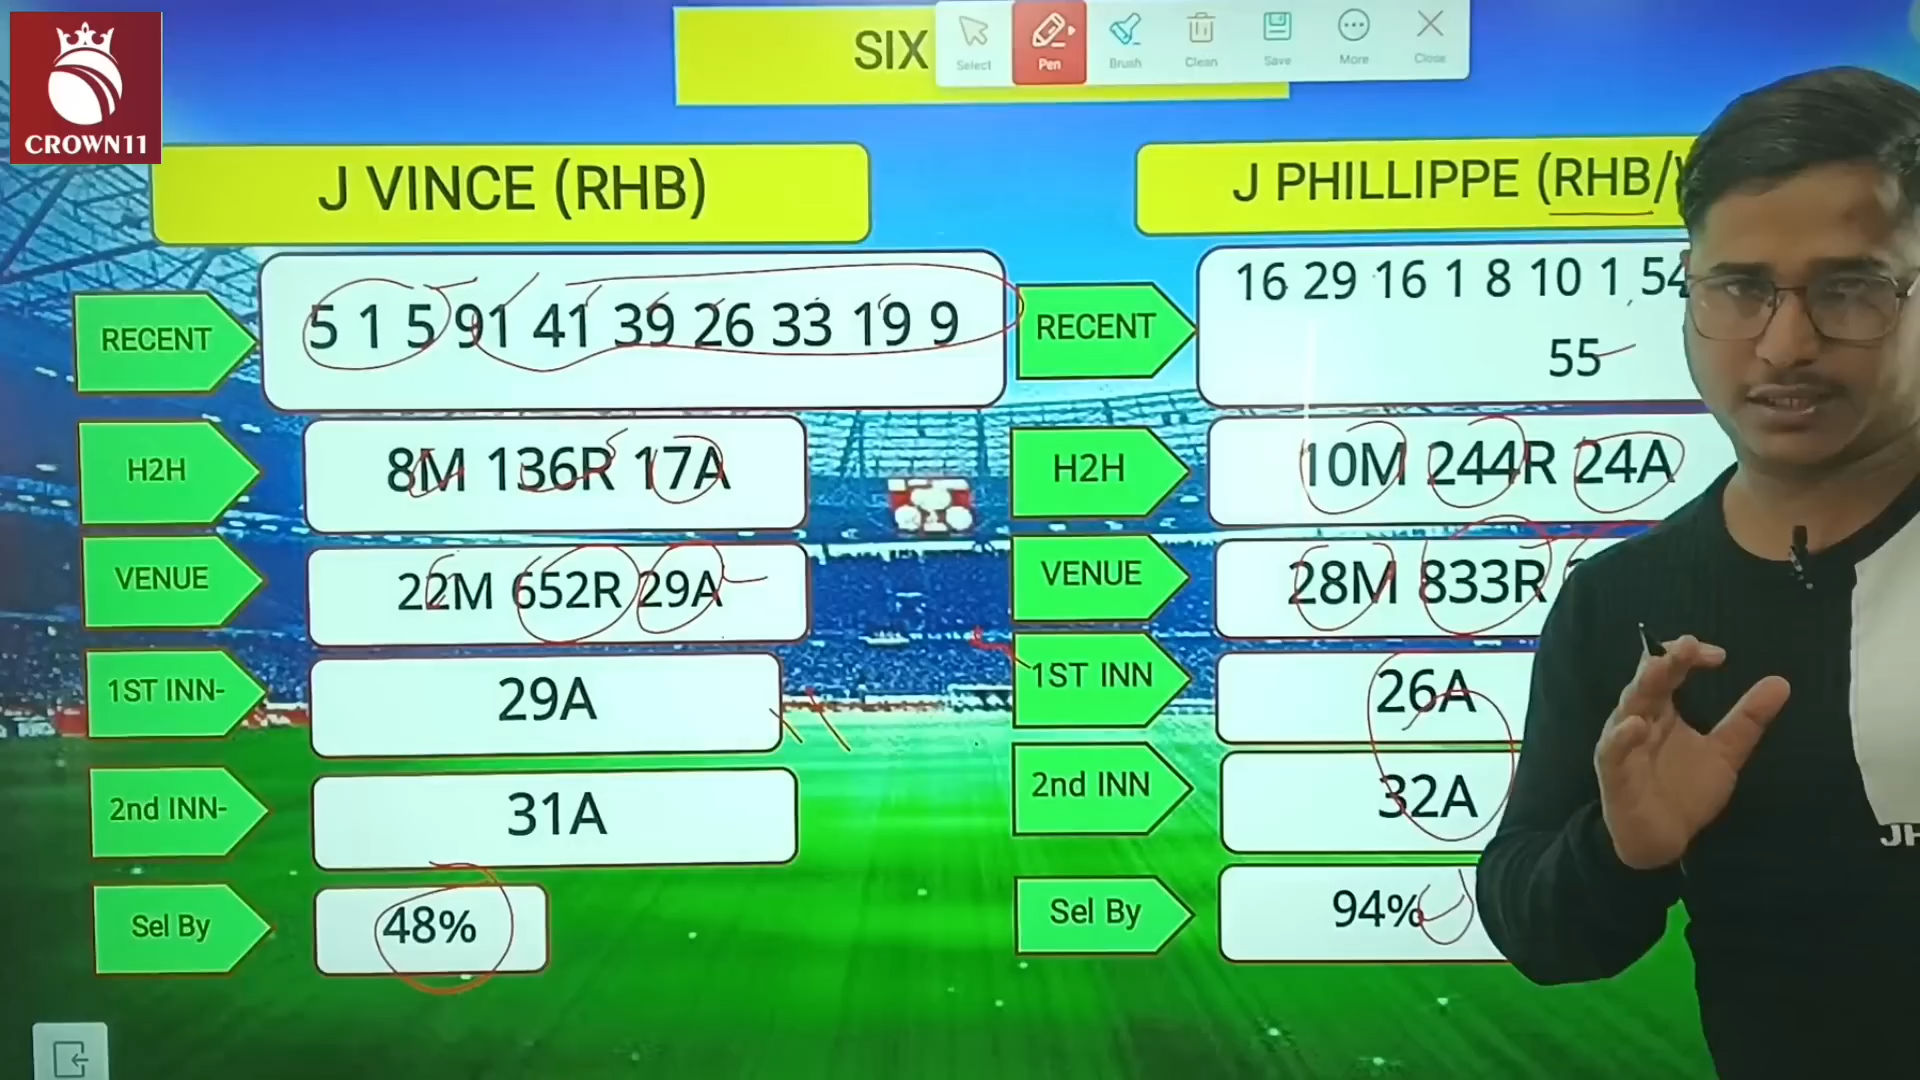 CROWN11
SIX
Select
Pen
Brush
Clean
Save
More
Close
J VINCE (RHB)
RECENT
5 1 5 91 41 39 26 33 19 9
H2H
8M 136R 17A
VENUE
22M 652R 29A
1ST INN-
29A
2nd INN-
31A
Sel By
48%
J PHILLIPPE (RHB/
RECENT
16 29 16 1 8 10 1 54
55
H2H
10M 244R 24A
VENUE
28M 833R
1ST INN
26A
2nd INN
32A
Sel By
94%
JH